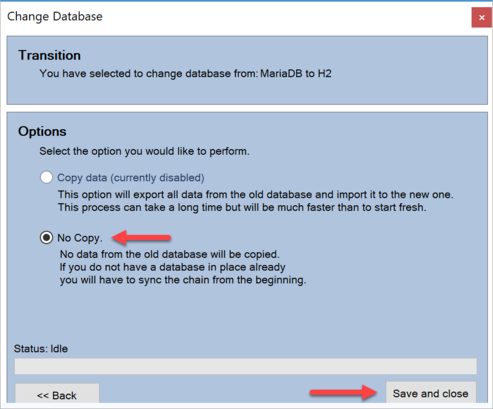 Change Database
Transition
You have selected to change database from: MariaDB to H2
Options
Select the option you would like to perform.
Copy data (currently disabled)
This option will export all data from the old database and import it to the new one.
This process can take a long time but will be much faster than to start fresh.
No Copy.
No data from the old database will be copied.
If you do not have a database in place already
you will have to sync the chain from the beginning.
Status: Idle
<< Back
Save and close